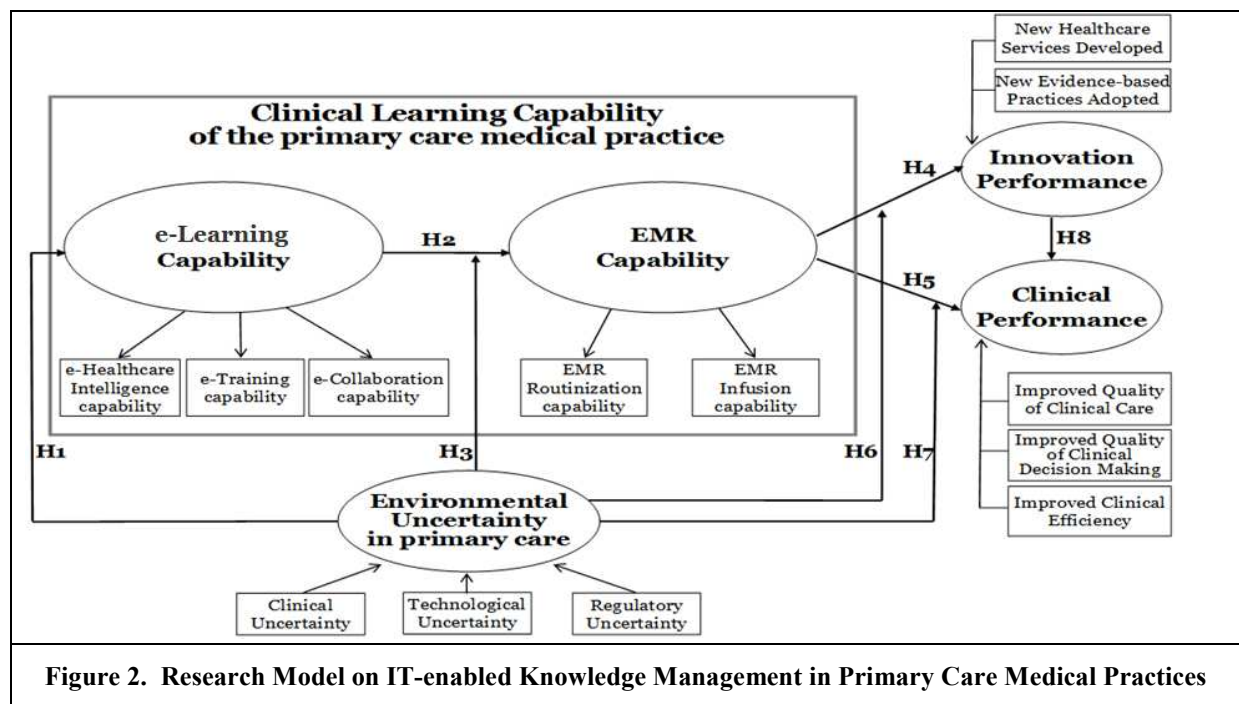 New Healthcare
Services Developed
New Evidence-based
Practices Adopted
Clinical Learning Capability
of the primary care medical practice
Innovation
Performance
H4
e-Learning
Capability
H2
EMR
Capability
H8
H5
Clinical
Performance
e-Healthcare
Intelligence
capability
e-Training
capability
e-Collaboration
capability
EMR
Routinization
capability
EMR
Infusion
capability
Improved Quality
of Clinical Care
H1
H3
H6
H7
Improved Quality
of Clinical
Decision Making
Environmental
Uncertainty
in primary care
Improved Clinical
Efficiency
Clinical
Uncertainty
Technological
Uncertainty
Regulatory
Uncertainty
Figure 2. Research Model on IT-enabled Knowledge Management in Primary Care Medical Practices